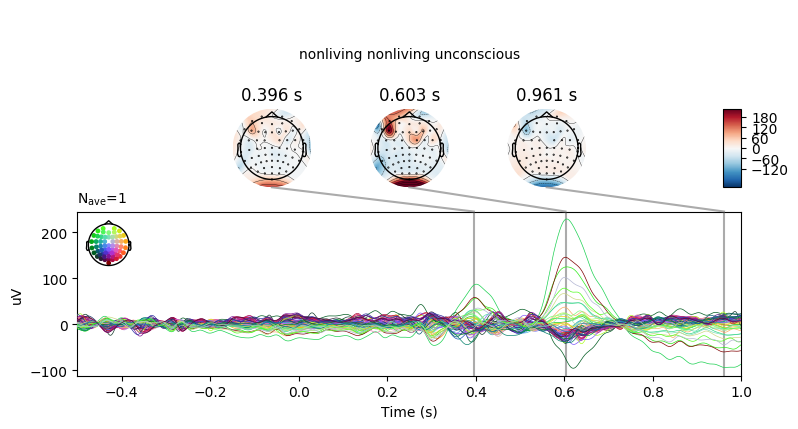 nonliving nonliving unconscious
0.396 s 0.603 s 0.961 s
180
120
60
0
−60
−120
Nave=1
200
100
0
−100
uV
−0.4 −0.2 0.0 0.2 0.4 0.6 0.8 1.0
Time (s)